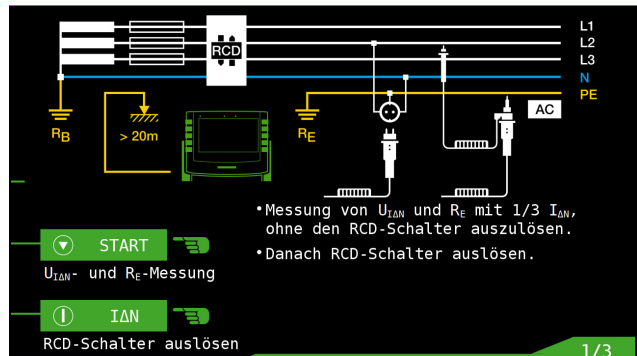 L1
L2
RCD
L3
N
PE
AC
RB
> 20m
RE
• Messung von UIΔN und RE mit 1/3 IΔN,
ohne den RCD-Schalter auszulösen.
• Danach RCD-Schalter auslösen.
START
UIΔN- und RE-Messung
IΔN
RCD-Schalter auslösen
1/3